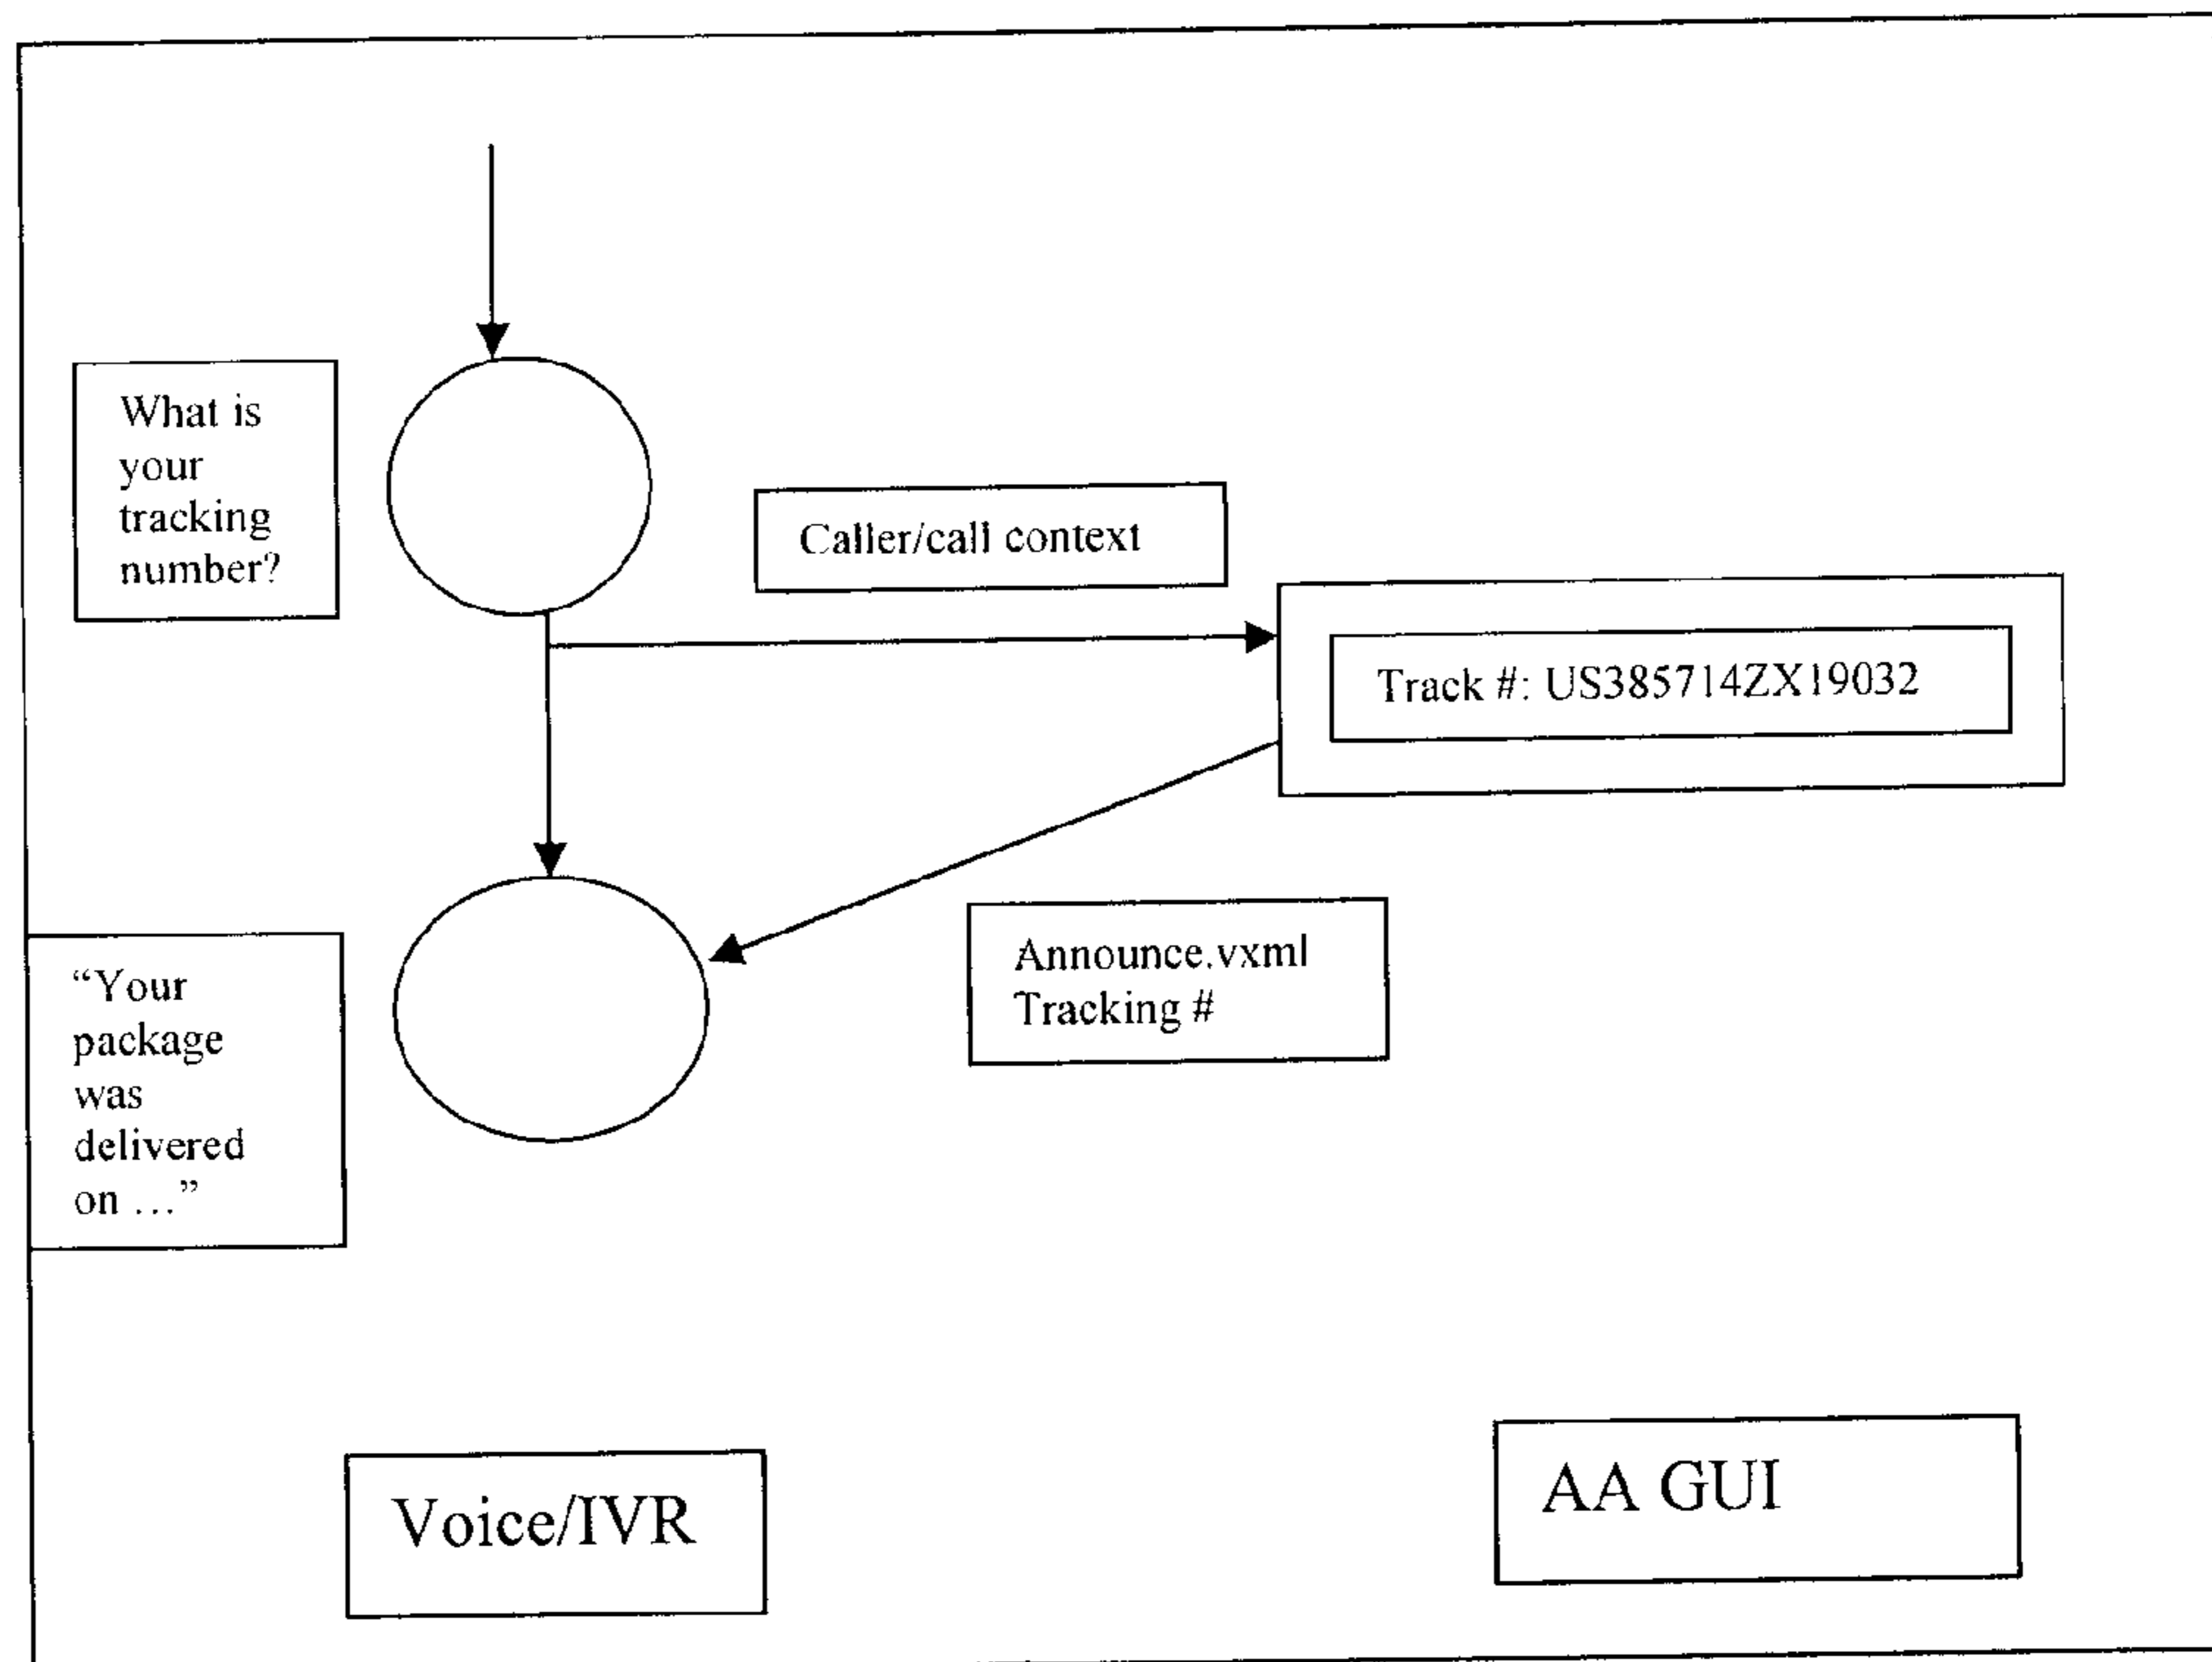 What is
your
tracking
number?
Caller/call context
Track #: US385714ZX19032
“Your
package
was
delivered
on …”
Announce.vxml
Tracking #
Voice/IVR
AA GUI